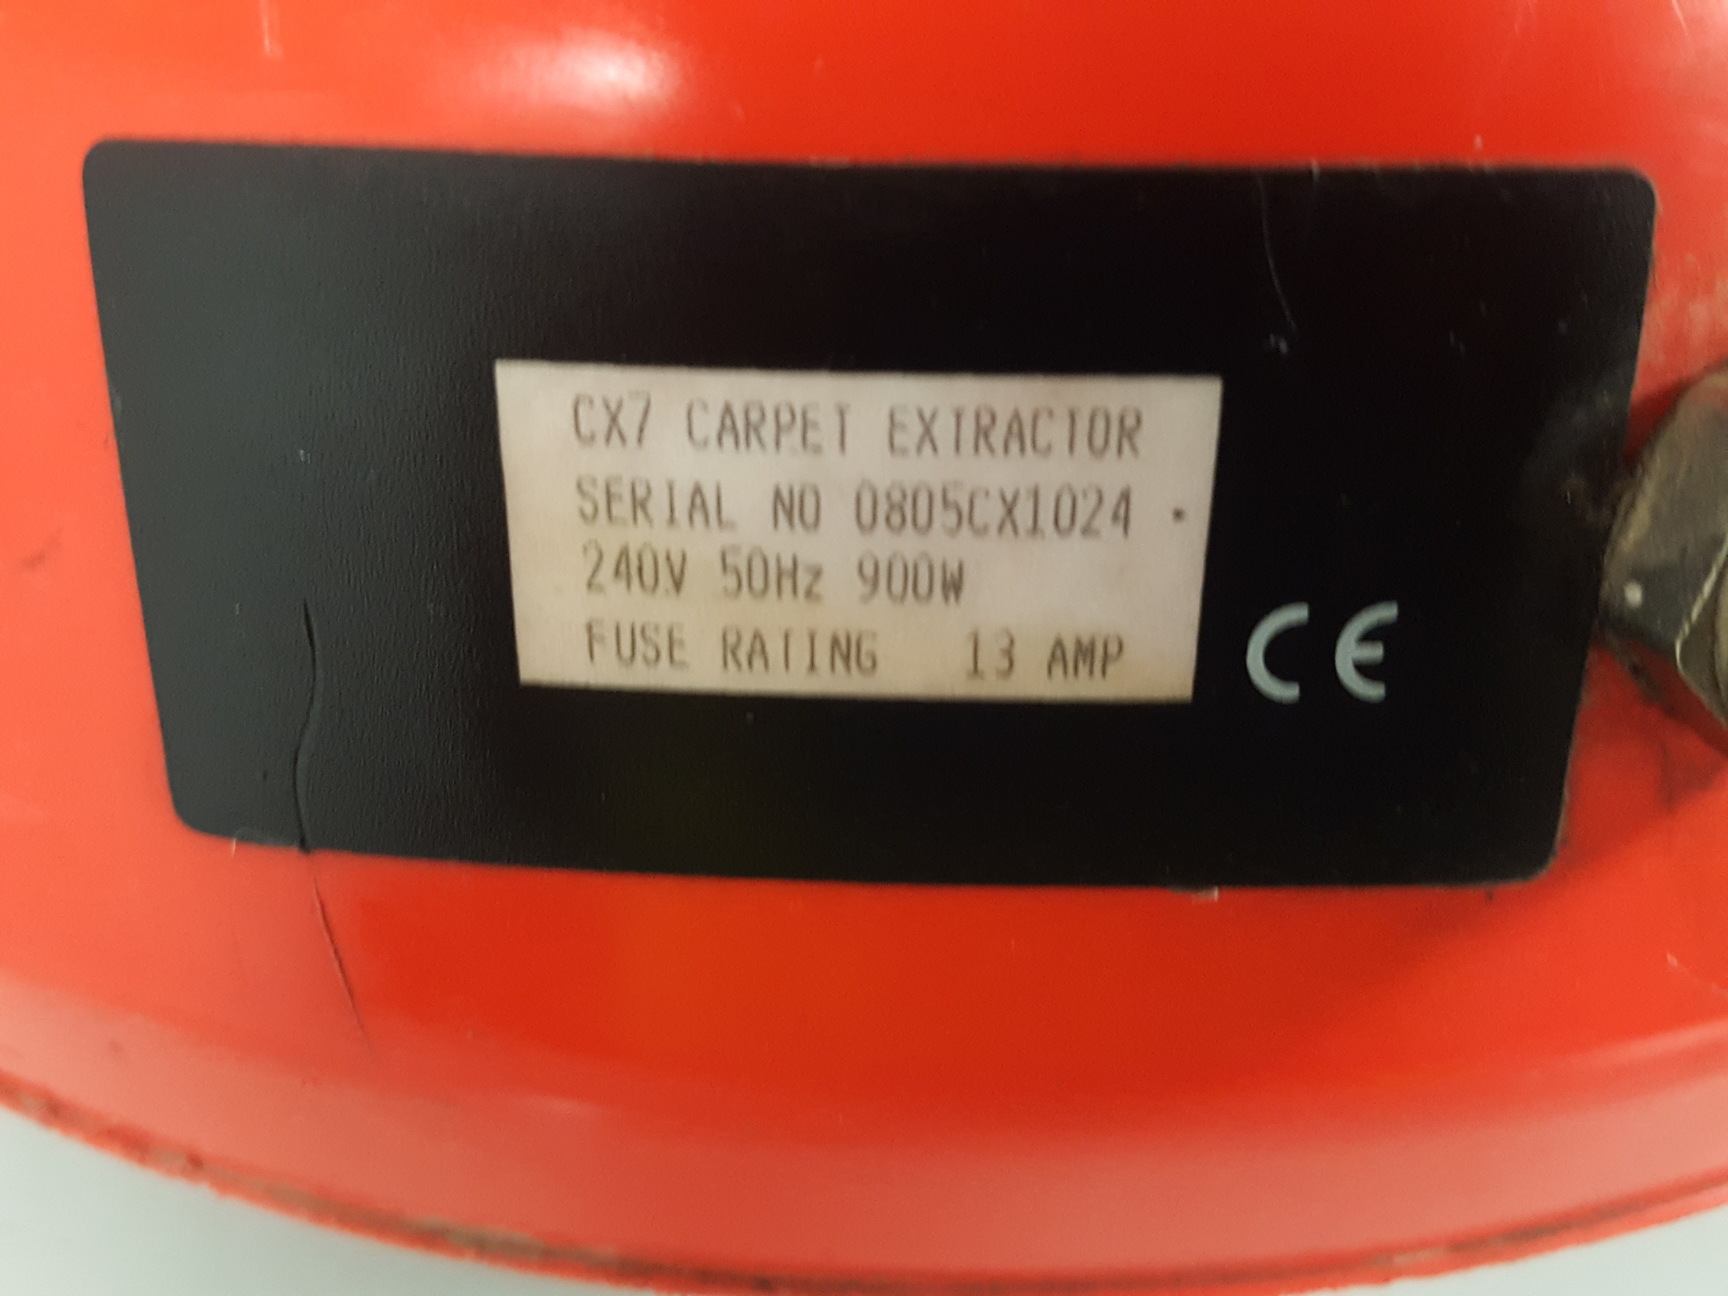 CX7 CARPET EXTRACTOR
SERIAL NO 0805CX1024 .
240V 50Hz 900W
FUSE RATING 13 AMP
CE